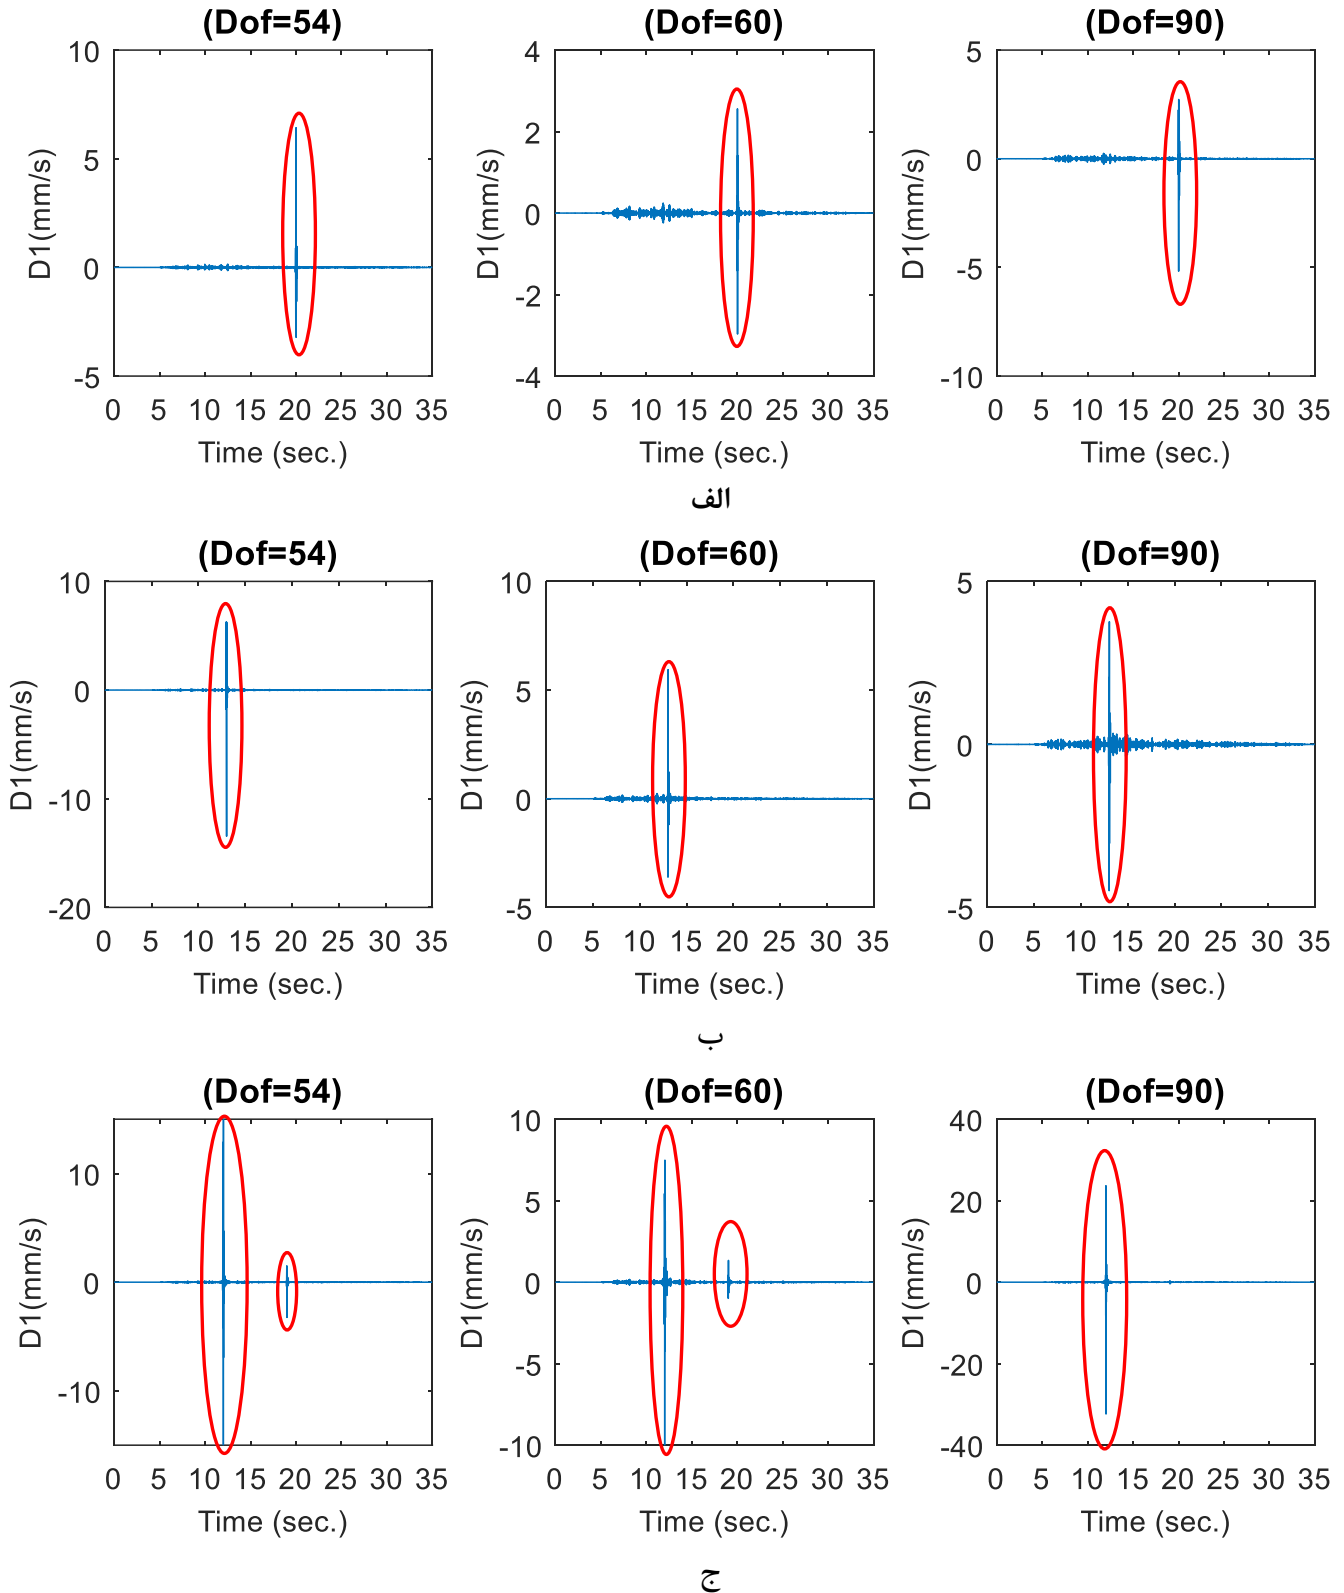 (Dof=54) (Dof=60) (Dof=90)
10 4 5
5 2 0
0 0 -5
-5 -2 -10
-4
D1(mm/s) D1(mm/s) D1(mm/s)
0 5 10 15 20 25 30 35 0 5 10 15 20 25 30 35 0 5 10 15 20 25 30 35
Time (sec.) Time (sec.) Time (sec.)
الف
(Dof=54) (Dof=60) (Dof=90)
10 10 5
0 5 0
-10 0 -5
-20 -5
D1(mm/s) D1(mm/s) D1(mm/s)
0 5 10 15 20 25 30 35 0 5 10 15 20 25 30 35 0 5 10 15 20 25 30 35
Time (sec.) Time (sec.) Time (sec.)
ب
(Dof=54) (Dof=60) (Dof=90)
10 10 40
0 5 20
-10 0 0
-5 -20
-10 -40
D1(mm/s) D1(mm/s) D1(mm/s)
0 5 10 15 20 25 30 35 0 5 10 15 20 25 30 35 0 5 10 15 20 25 30 35
Time (sec.) Time (sec.) Time (sec.)
ج